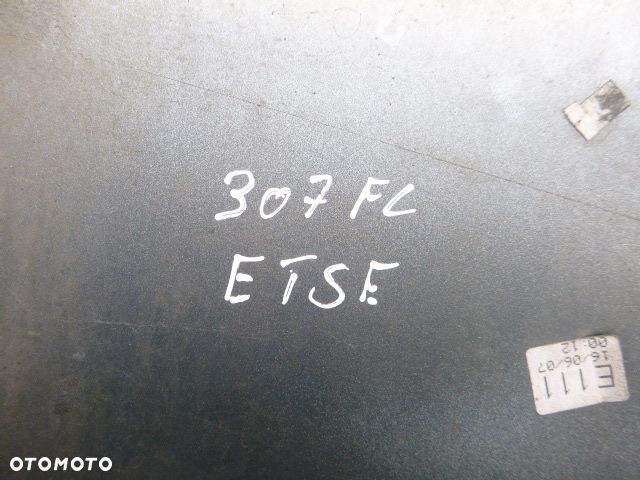 307 FL
ETSE
E111
16/06/07
00:12
OTOMOTO